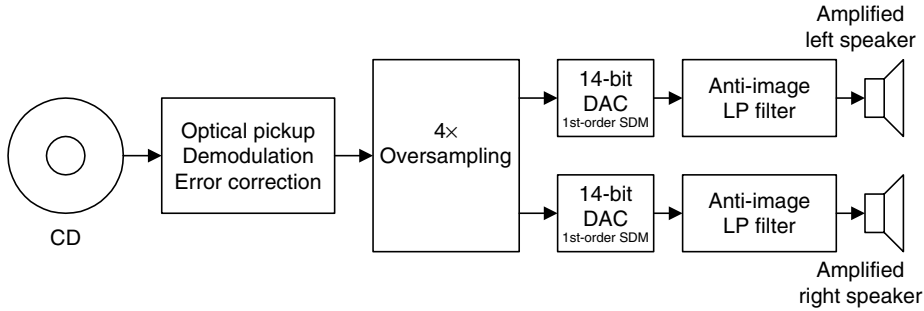 Amplified
left speaker
14-bit
DAC
1st-order SDM
Anti-image
LP filter
Optical pickup
Demodulation
Error correction
4×
Oversampling
CD
14-bit
DAC
1st-order SDM
Anti-image
LP filter
Amplified
right speaker